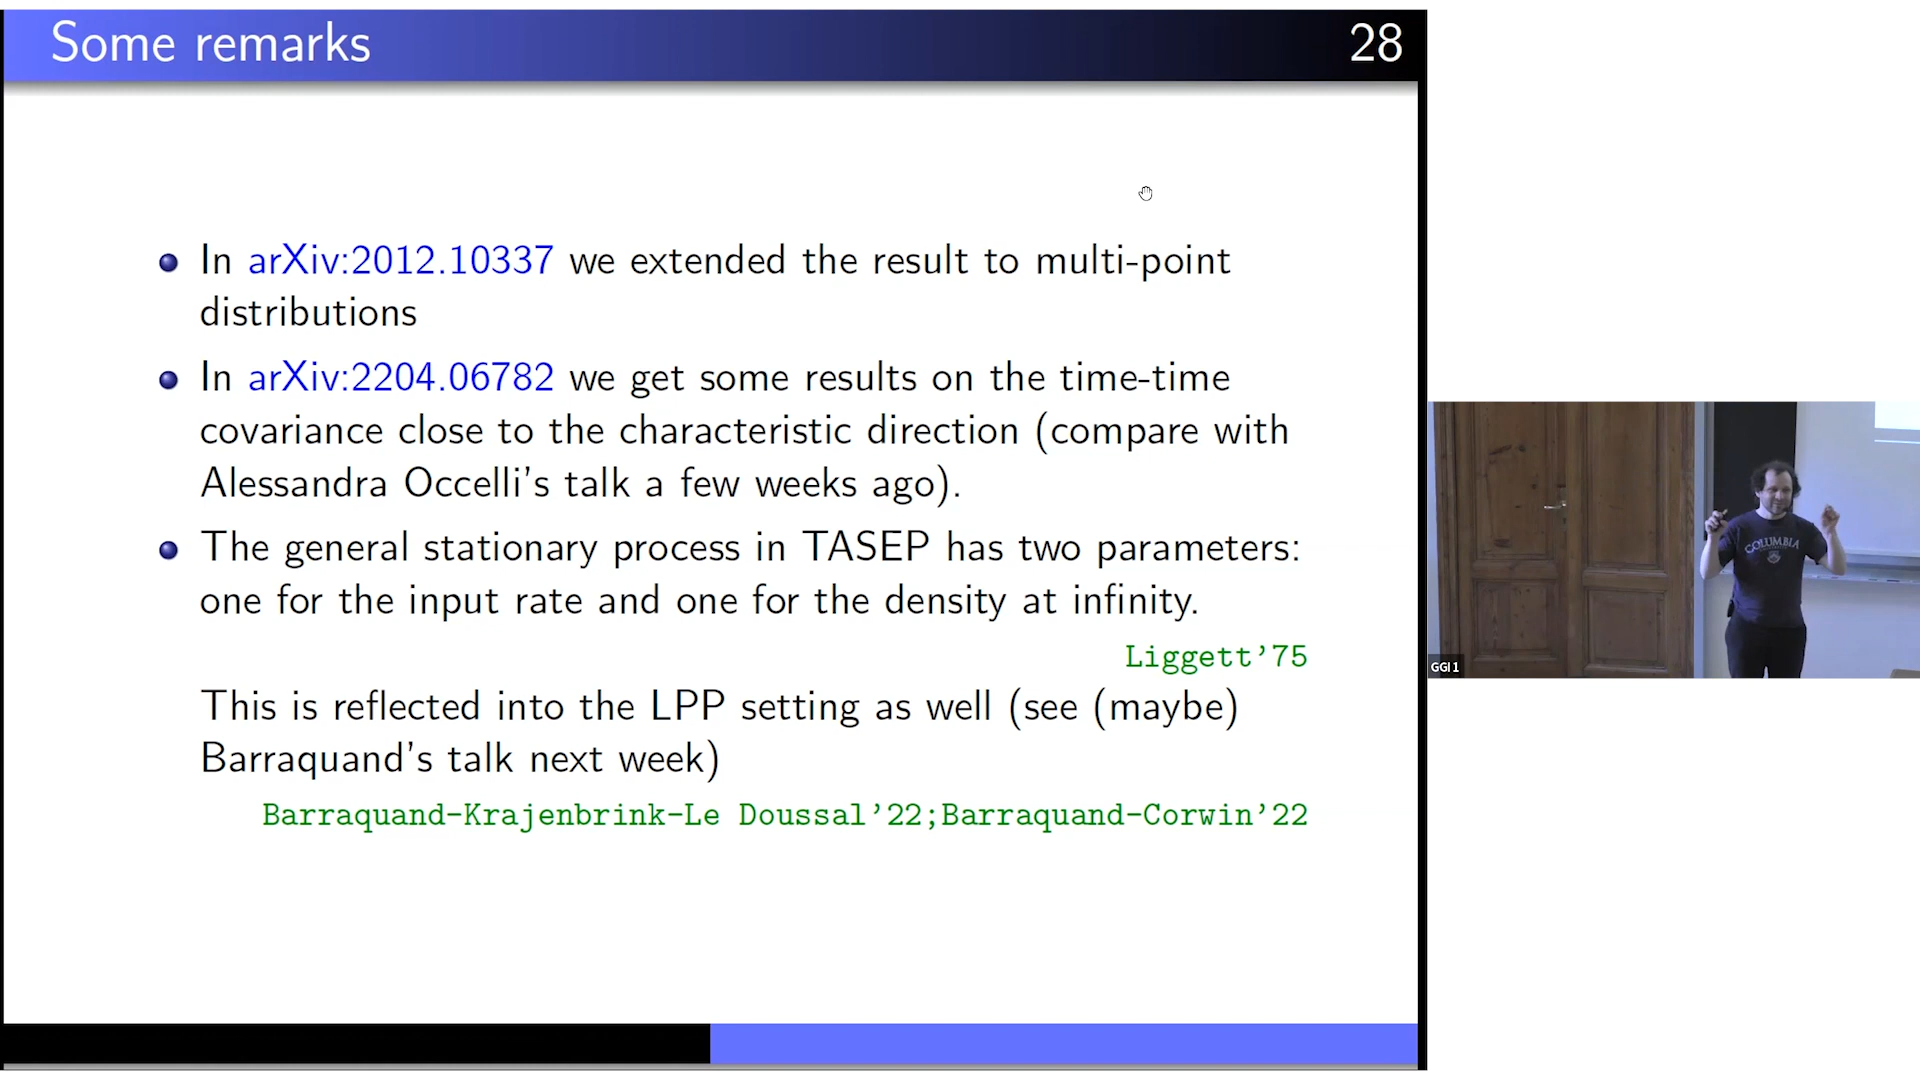 Some remarks
28
In arXiv:2012.10337 we extended the result to multi-point
distributions
In arXiv:2204.06782 we get some results on the time-time
covariance close to the characteristic direction (compare with
Alessandra Occelli's talk a few weeks ago).
The general stationary process in TASEP has two parameters:
one for the input rate and one for the density at infinity.
Liggett'75
This is reflected into the LPP setting as well (see (maybe)
Barraquand's talk next week)
Barraquand-Krajenbrink-Le Doussal'22;Barraquand-Corwin'22
COLUMBIA
GGI 1